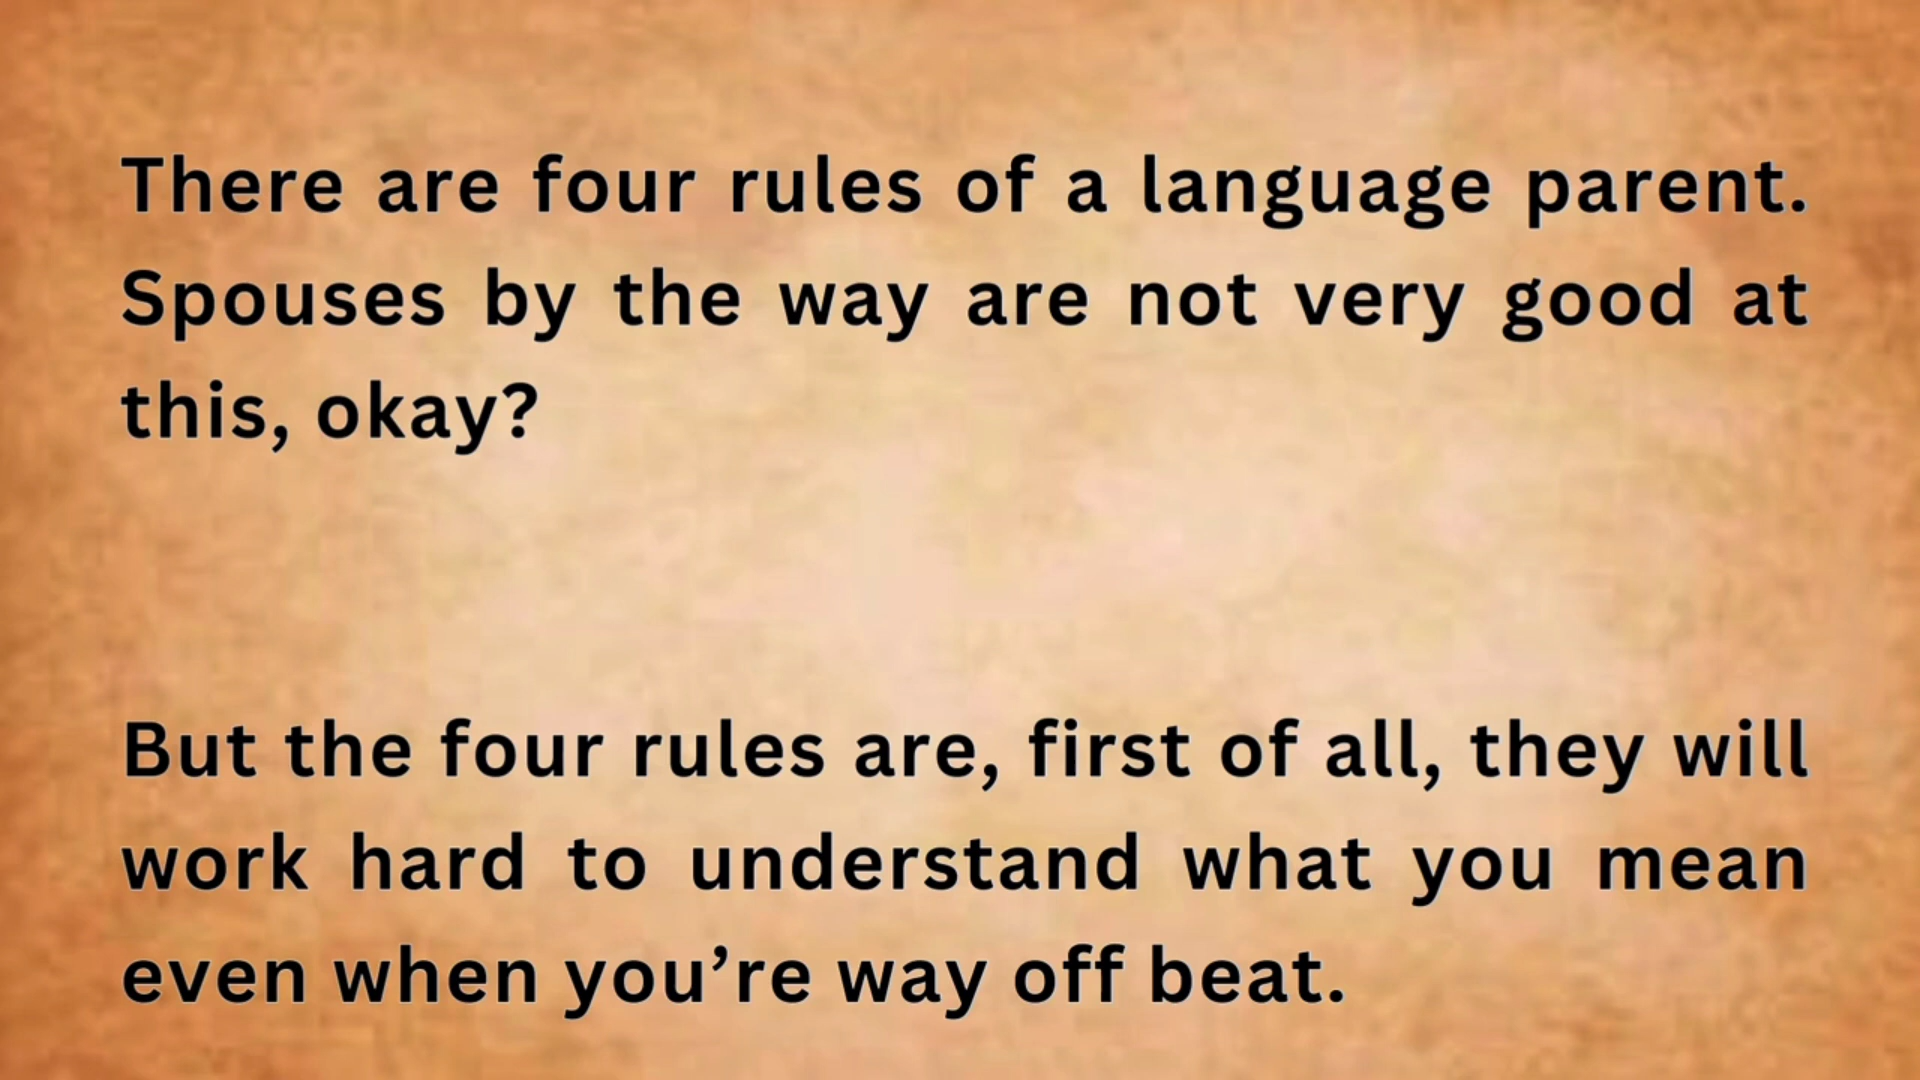 There are four rules of a language parent.
Spouses by the way are not very good at
this, okay?
But the four rules are, first of all, they will
work hard to understand what you mean
even when you’re way off beat.